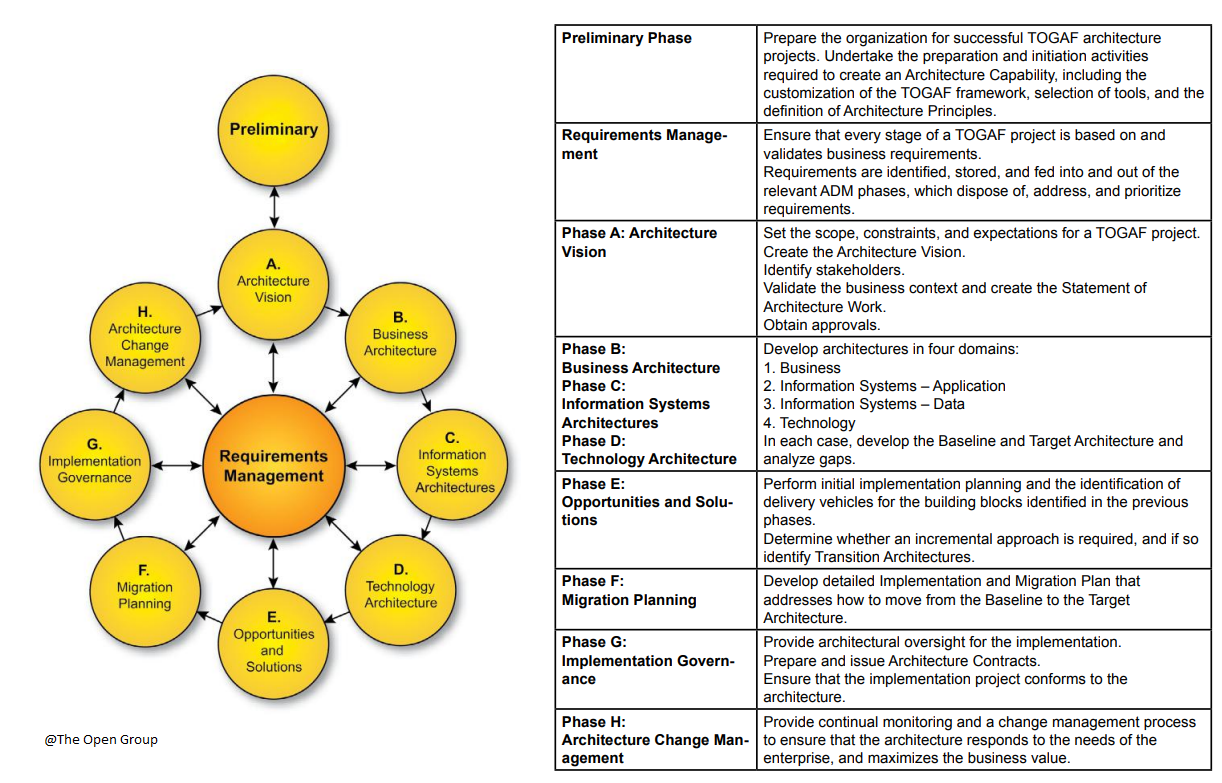 Preliminary
A.
Architecture
Vision
B.
Business
Architecture
C.
Information
Systems
Architectures
D.
Technology
Architecture
E.
Opportunities
and
Solutions
F.
Migration
Planning
G.
Implementation
Governance
H.
Architecture
Change
Management
Requirements
Management
@The Open Group
Preliminary Phase
Prepare the organization for successful TOGAF architecture
projects. Undertake the preparation and initiation activities
required to create an Architecture Capability, including the
customization of the TOGAF framework, selection of tools, and the
definition of Architecture Principles.
Requirements Manage-
ment
Ensure that every stage of a TOGAF project is based on and
validates business requirements.
Requirements are identified, stored, and fed into and out of the
relevant ADM phases, which dispose of, address, and prioritize
requirements.
Phase A: Architecture
Vision
Set the scope, constraints, and expectations for a TOGAF project.
Create the Architecture Vision.
Identify stakeholders.
Validate the business context and create the Statement of
Architecture Work.
Obtain approvals.
Phase B:
Business Architecture
Phase C:
Information Systems
Architectures
Phase D:
Technology Architecture
Develop architectures in four domains:
1. Business
2. Information Systems – Application
3. Information Systems – Data
4. Technology
In each case, develop the Baseline and Target Architecture and
analyze gaps.
Phase E:
Opportunities and Solu-
tions
Perform initial implementation planning and the identification of
delivery vehicles for the building blocks identified in the previous
phases.
Determine whether an incremental approach is required, and if so
identify Transition Architectures.
Phase F:
Migration Planning
Develop detailed Implementation and Migration Plan that
addresses how to move from the Baseline to the Target
Architecture.
Phase G:
Implementation Govern-
ance
Provide architectural oversight for the implementation.
Prepare and issue Architecture Contracts.
Ensure that the implementation project conforms to the
architecture.
Phase H:
Architecture Change Man-
agement
Provide continual monitoring and a change management process
to ensure that the architecture responds to the needs of the
enterprise, and maximizes the business value.